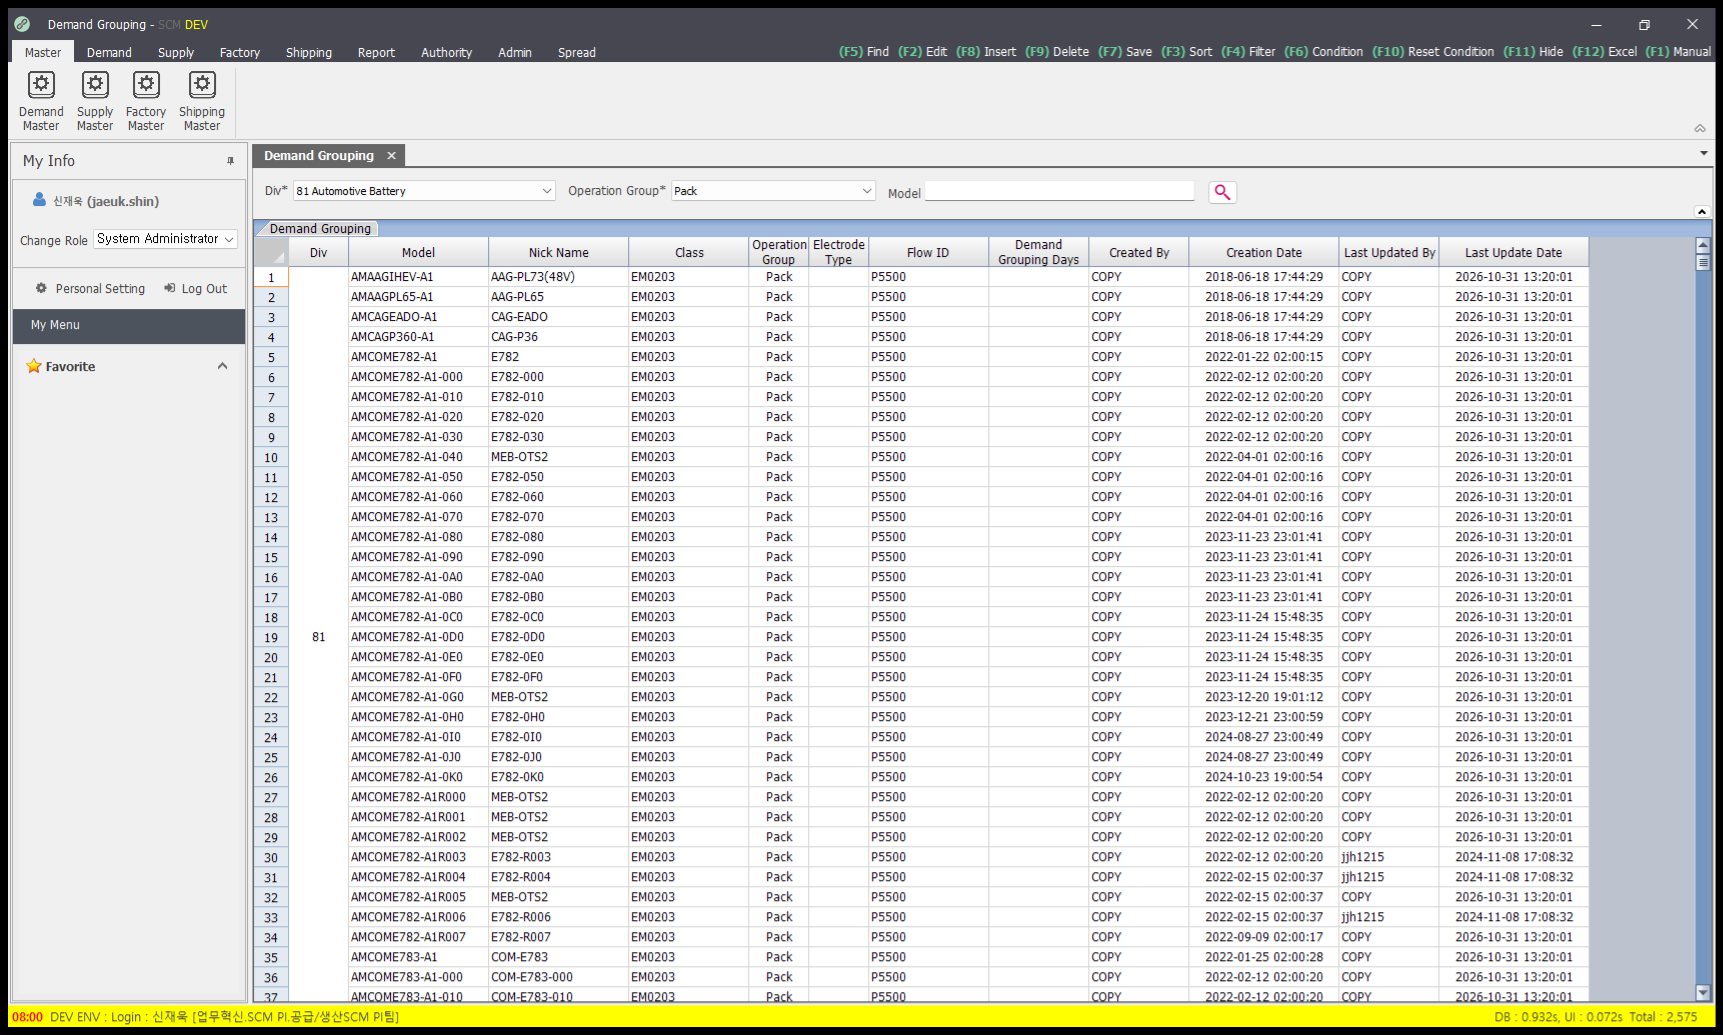 Demand Grouping - SCM DEV
Master Demand Supply Factory Shipping Report Authority Admin Spread (F5) Find (F2) Edit (F8) Insert (F9) Delete (F7) Save (F3) Sort (F4) Filter (F6) Condition (F10) Reset Condition (F11) Hide (F12) Excel (F1) Manual
Demand Master Supply Master Factory Master Shipping Master
My Info
신재욱 (jaeuk.shin)
Change Role System Administrator
Personal Setting Log Out
My Menu
Favorite
Demand Grouping
Div* 81 Automotive Battery Operation Group* Pack Model
Demand Grouping
Div Model Nick Name Class Operation Group Electrode Type Flow ID Demand Grouping Days Created By Creation Date Last Updated By Last Update Date
1 AMAAGIHEV-A1 AAG-PL73(48V) EM0203 Pack P5500 COPY 2018-06-18 17:44:29 COPY 2026-10-31 13:20:01
2 AMAAGPL65-A1 AAG-PL65 EM0203 Pack P5500 COPY 2018-06-18 17:44:29 COPY 2026-10-31 13:20:01
3 AMCAGEADO-A1 CAG-EADO EM0203 Pack P5500 COPY 2018-06-18 17:44:29 COPY 2026-10-31 13:20:01
4 AMCAGP360-A1 CAG-P36 EM0203 Pack P5500 COPY 2018-06-18 17:44:29 COPY 2026-10-31 13:20:01
5 AMCOME782-A1 E782 EM0203 Pack P5500 COPY 2022-01-22 02:00:15 COPY 2026-10-31 13:20:01
6 AMCOME782-A1-000 E782-000 EM0203 Pack P5500 COPY 2022-02-12 02:00:20 COPY 2026-10-31 13:20:01
7 AMCOME782-A1-010 E782-010 EM0203 Pack P5500 COPY 2022-02-12 02:00:20 COPY 2026-10-31 13:20:01
8 AMCOME782-A1-020 E782-020 EM0203 Pack P5500 COPY 2022-02-12 02:00:20 COPY 2026-10-31 13:20:01
9 AMCOME782-A1-030 E782-030 EM0203 Pack P5500 COPY 2022-02-12 02:00:20 COPY 2026-10-31 13:20:01
10 AMCOME782-A1-040 MEB-OTS2 EM0203 Pack P5500 COPY 2022-04-01 02:00:16 COPY 2026-10-31 13:20:01
11 AMCOME782-A1-050 E782-050 EM0203 Pack P5500 COPY 2022-04-01 02:00:16 COPY 2026-10-31 13:20:01
12 AMCOME782-A1-060 E782-060 EM0203 Pack P5500 COPY 2022-04-01 02:00:16 COPY 2026-10-31 13:20:01
13 AMCOME782-A1-070 E782-070 EM0203 Pack P5500 COPY 2022-04-01 02:00:16 COPY 2026-10-31 13:20:01
14 AMCOME782-A1-080 E782-080 EM0203 Pack P5500 COPY 2023-11-23 23:01:41 COPY 2026-10-31 13:20:01
15 AMCOME782-A1-090 E782-090 EM0203 Pack P5500 COPY 2023-11-23 23:01:41 COPY 2026-10-31 13:20:01
16 AMCOME782-A1-0A0 E782-0A0 EM0203 Pack P5500 COPY 2023-11-23 23:01:41 COPY 2026-10-31 13:20:01
17 AMCOME782-A1-0B0 E782-0B0 EM0203 Pack P5500 COPY 2023-11-23 23:01:41 COPY 2026-10-31 13:20:01
18 AMCOME782-A1-0C0 E782-0C0 EM0203 Pack P5500 COPY 2023-11-24 15:48:35 COPY 2026-10-31 13:20:01
19 81 AMCOME782-A1-0D0 E782-0D0 EM0203 Pack P5500 COPY 2023-11-24 15:48:35 COPY 2026-10-31 13:20:01
20 AMCOME782-A1-0E0 E782-0E0 EM0203 Pack P5500 COPY 2023-11-24 15:48:35 COPY 2026-10-31 13:20:01
21 AMCOME782-A1-0F0 E782-0F0 EM0203 Pack P5500 COPY 2023-11-24 15:48:35 COPY 2026-10-31 13:20:01
22 AMCOME782-A1-0G0 MEB-OTS2 EM0203 Pack P5500 COPY 2023-12-20 19:01:12 COPY 2026-10-31 13:20:01
23 AMCOME782-A1-0H0 E782-0H0 EM0203 Pack P5500 COPY 2023-12-21 23:00:59 COPY 2026-10-31 13:20:01
24 AMCOME782-A1-0I0 E782-0I0 EM0203 Pack P5500 COPY 2024-08-27 23:00:49 COPY 2026-10-31 13:20:01
25 AMCOME782-A1-0J0 E782-0J0 EM0203 Pack P5500 COPY 2024-08-27 23:00:49 COPY 2026-10-31 13:20:01
26 AMCOME782-A1-0K0 E782-0K0 EM0203 Pack P5500 COPY 2024-10-23 19:00:54 COPY 2026-10-31 13:20:01
27 AMCOME782-A1R000 MEB-OTS2 EM0203 Pack P5500 COPY 2022-02-12 02:00:20 COPY 2026-10-31 13:20:01
28 AMCOME782-A1R001 MEB-OTS2 EM0203 Pack P5500 COPY 2022-02-12 02:00:20 COPY 2026-10-31 13:20:01
29 AMCOME782-A1R002 MEB-OTS2 EM0203 Pack P5500 COPY 2022-02-12 02:00:20 COPY 2026-10-31 13:20:01
30 AMCOME782-A1R003 E782-R003 EM0203 Pack P5500 COPY 2022-02-12 02:00:20 jjh1215 2024-11-08 17:08:32
31 AMCOME782-A1R004 E782-R004 EM0203 Pack P5500 COPY 2022-02-15 02:00:37 jjh1215 2024-11-08 17:08:32
32 AMCOME782-A1R005 MEB-OTS2 EM0203 Pack P5500 COPY 2022-02-15 02:00:37 COPY 2026-10-31 13:20:01
33 AMCOME782-A1R006 E782-R006 EM0203 Pack P5500 COPY 2022-02-15 02:00:37 jjh1215 2024-11-08 17:08:32
34 AMCOME782-A1R007 E782-R007 EM0203 Pack P5500 COPY 2022-09-09 02:00:17 COPY 2026-10-31 13:20:01
35 AMCOME783-A1 COM-E783 EM0203 Pack P5500 COPY 2022-01-25 02:00:28 COPY 2026-10-31 13:20:01
36 AMCOME783-A1-000 COM-E783-000 EM0203 Pack P5500 COPY 2022-02-12 02:00:20 COPY 2026-10-31 13:20:01
37 AMCOME783-A1-010 COM-E783-010 EM0203 Pack P5500 COPY 2022-02-12 02:00:20 COPY 2026-10-31 13:20:01
08:00 DEV ENV : Login : 신재욱 [업무혁신.SCM PI.공급/생산SCM PI팀] DB : 0.932s, UI : 0.072s Total : 2,575